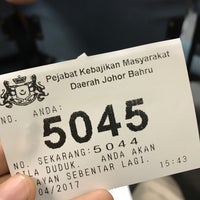 Pejabat Kebajikan Masyarakat
Daerah Johor Bahru
NO. ANDA:
5045
NO. SEKARANG:5044
SILA DUDUK. ANDA AKAN
LAYAN SEBENTAR LAGI.
15:43
/04/2017